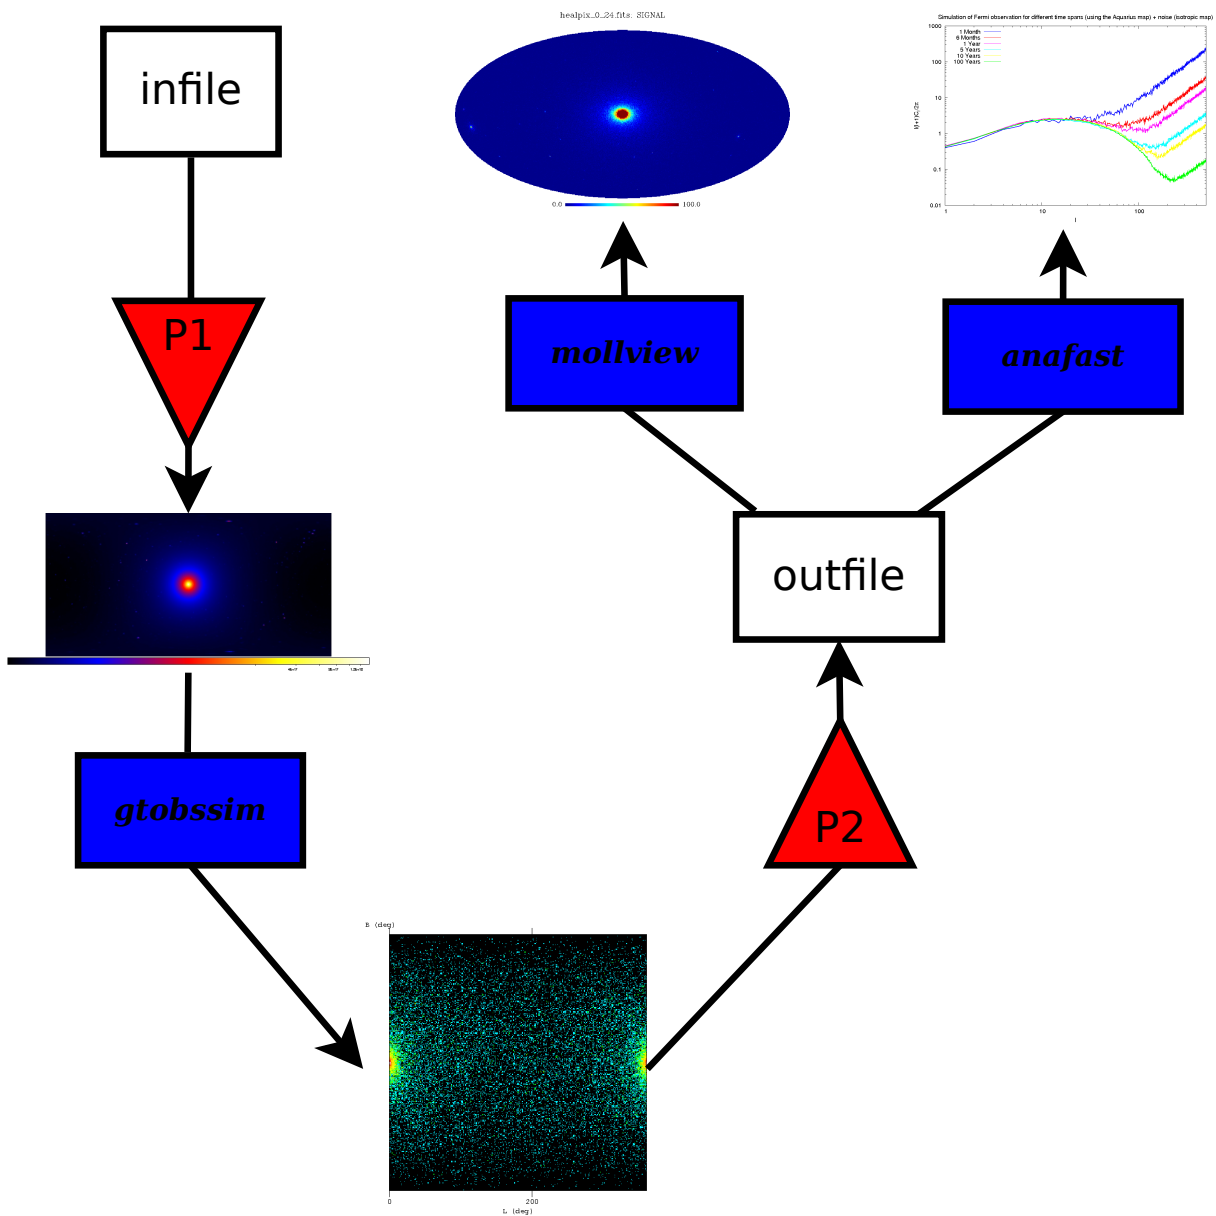 infile
P1
gtobssim
B (deg)
0 200
L (deg)
P2
outfile
mollview
anafast
healpix_0_24.fits: SIGNAL
0.0 100.0
Simulation of Fermi observation for different time spans (using the Aquarius map) + noise (isotropic map)
1 Month
6 Months
1 Year
5 Years
10 Years
100 Years
1000
100
10
1
0.1
0.01
1 10 100
l